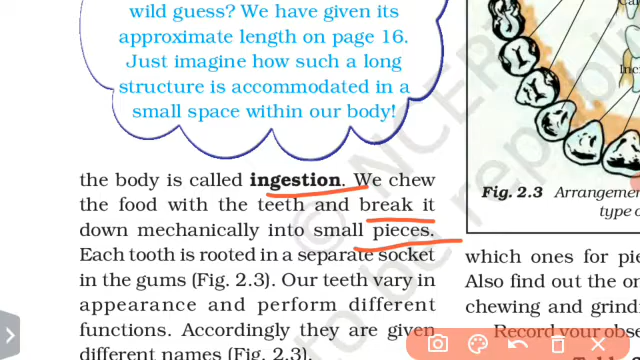 wild guess? We have given its
approximate length on page 16.
Just imagine how such a long
structure is accommodated in a
small space within our body!
the body is called ingestion. We chew
the food with the teeth and break it
down mechanically into small pieces.
Each tooth is rooted in a separate socket
in the gums (Fig. 2.3). Our teeth vary in
appearance and perform different
functions. Accordingly they are given
different names (Fig. 2.3).
Fig. 2.3 Arrangement
type o
which ones for pie
Also find out the on
chewing and grindi
Record your obse
© NCERT